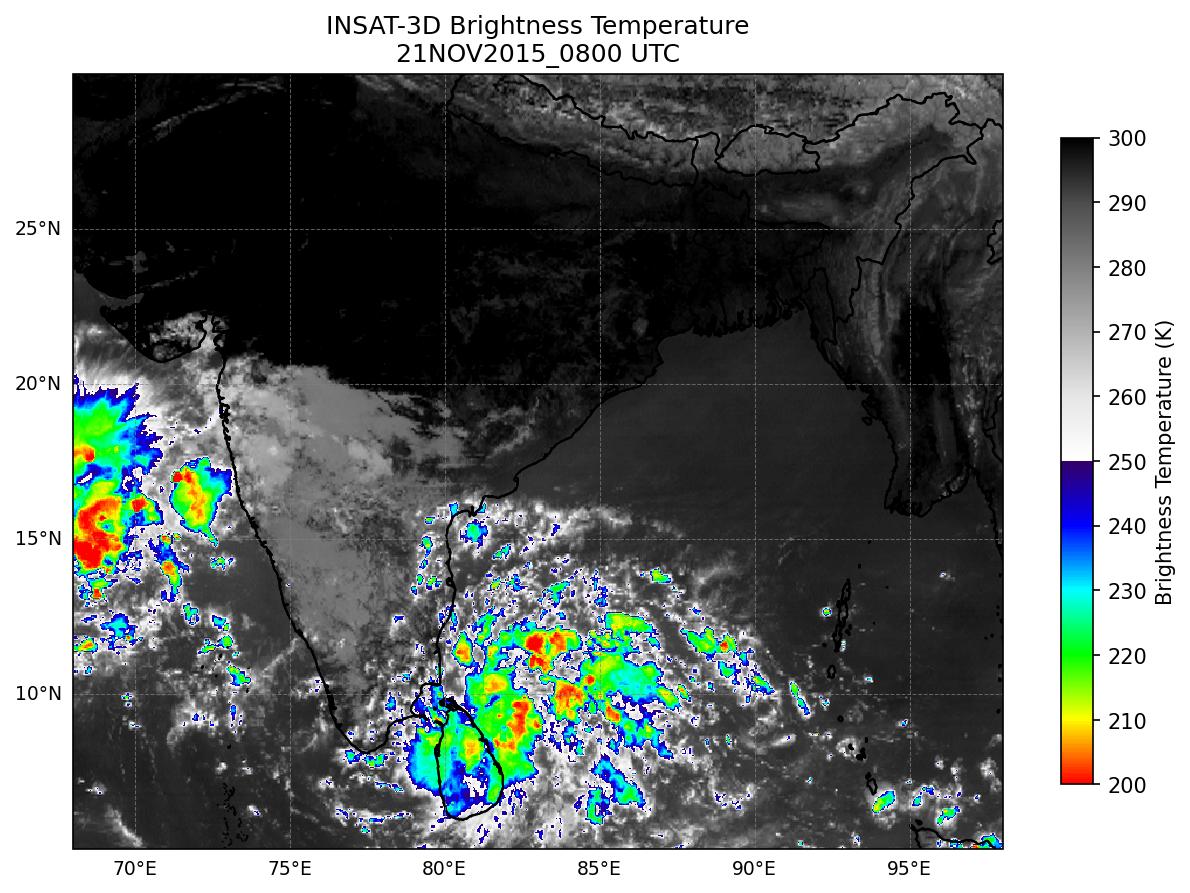 INSAT-3D Brightness Temperature
21NOV2015_0800 UTC
25°N
20°N
15°N
10°N
70°E
75°E
80°E
85°E
90°E
95°E
300
290
280
270
260
250
240
230
220
210
200
Brightness Temperature (K)